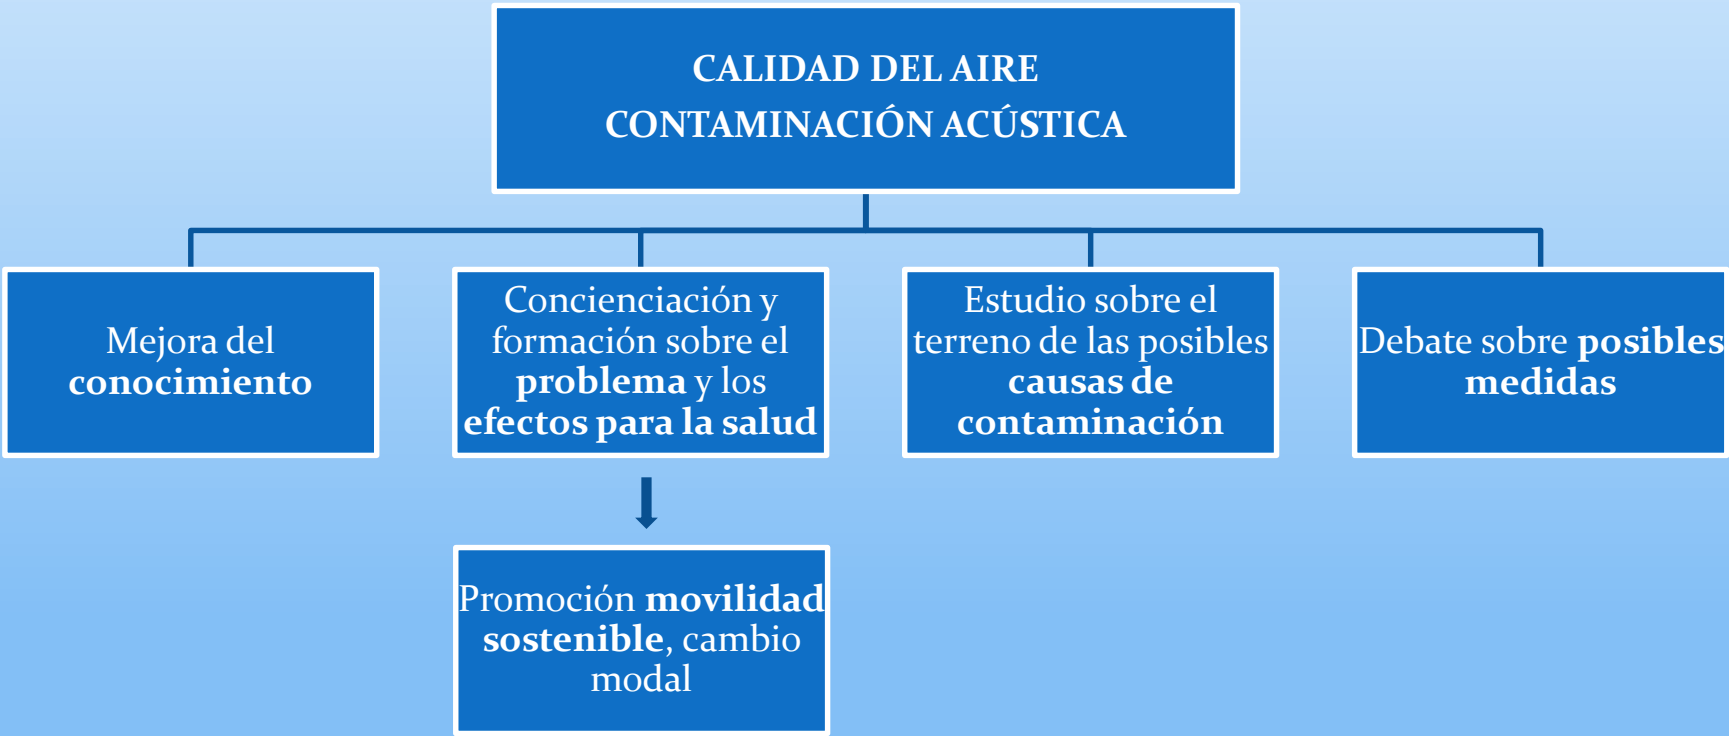 CALIDAD DEL AIRE
CONTAMINACIÓN ACÚSTICA
Mejora del
conocimiento
Concienciación y
formación sobre el
problema y los
efectos para la salud
Estudio sobre el
terreno de las posibles
causas de
contaminación
Debate sobre posibles
medidas
Promoción movilidad
sostenible, cambio
modal